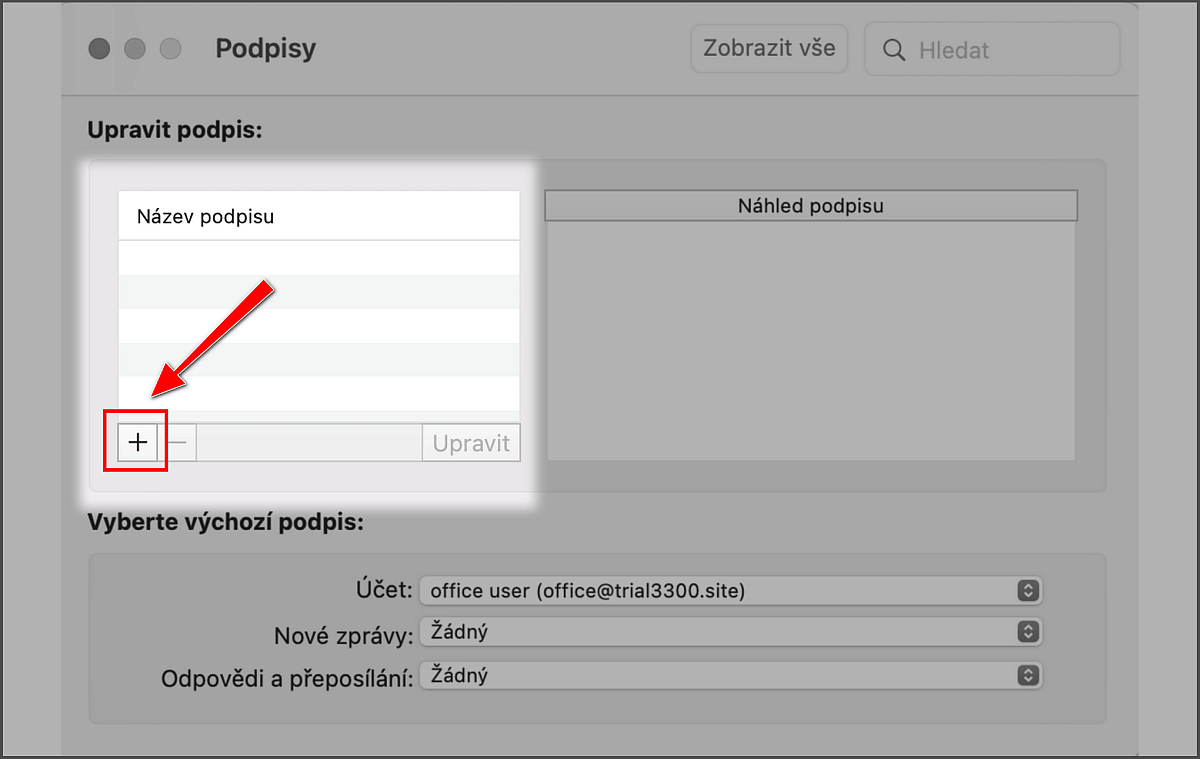 Podpisy
Zobrazit vše
Hledat
Upravit podpis:
Název podpisu
Náhled podpisu
+
—
Upravit
Vyberte výchozí podpis:
Účet: office user (office@trial3300.site)
Nové zprávy: Žádný
Odpovědi a přeposílání: Žádný